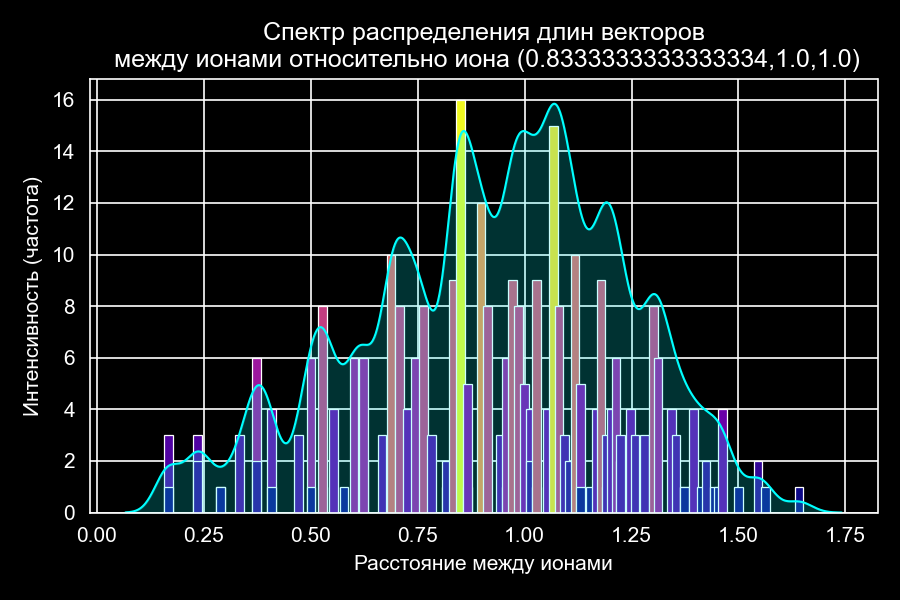 Спектр распределения длин векторов
между ионами относительно иона (0.8333333333333334,1.0,1.0)
Интенсивность (частота)
16
14
12
10
8
6
4
2
0
0.00 0.25 0.50 0.75 1.00 1.25 1.50 1.75
Расстояние между ионами